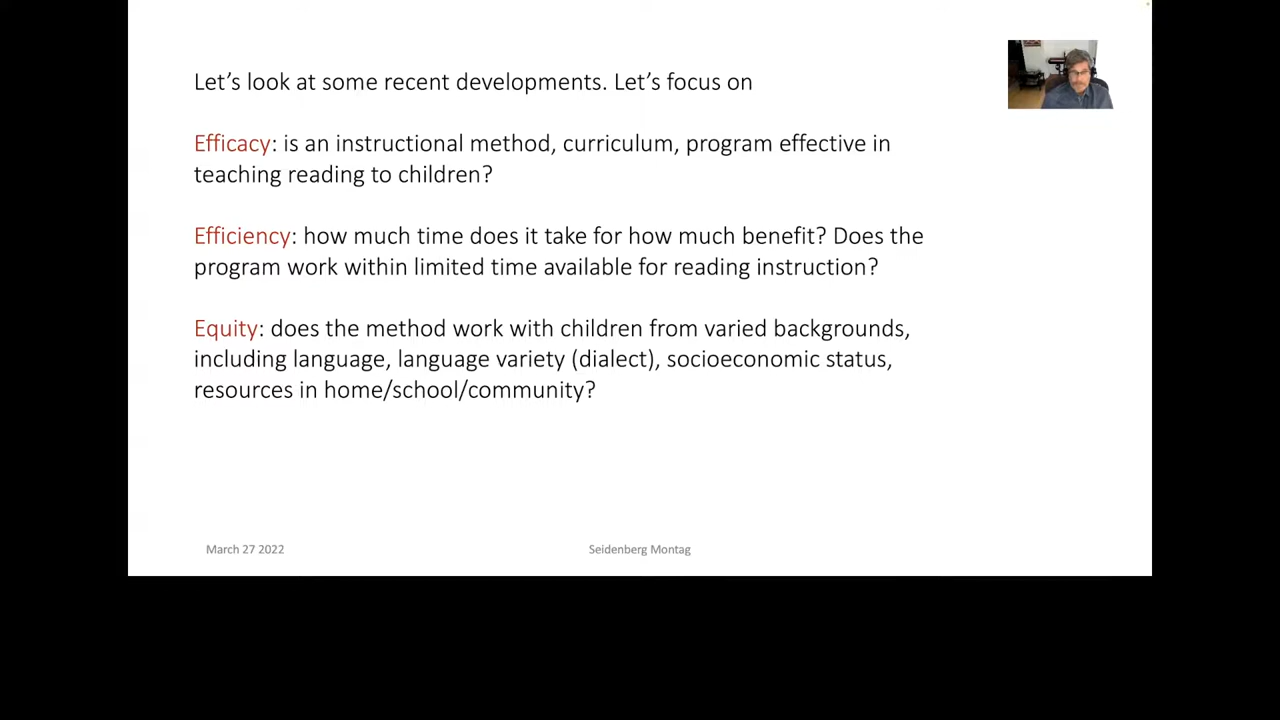 Let’s look at some recent developments. Let’s focus on
Efficacy: is an instructional method, curriculum, program effective in
teaching reading to children?
Efficiency: how much time does it take for how much benefit? Does the
program work within limited time available for reading instruction?
Equity: does the method work with children from varied backgrounds,
including language, language variety (dialect), socioeconomic status,
resources in home/school/community?
March 27 2022
Seidenberg Montag